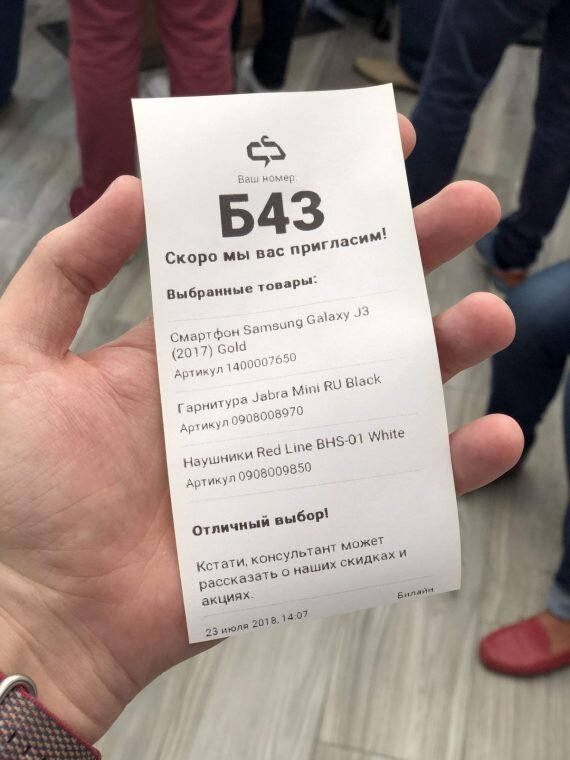 Ваш номер:
Б43
Скоро мы вас пригласим!
Выбранные товары:
Смартфон Samsung Galaxy J3
(2017) Gold
Артикул 1400007650
Гарнитура Jabra Mini RU Black
Артикул 0908008970
Наушники Red Line BHS-01 White
Артикул 0908009850
Отличный выбор!
Кстати, консультант может
рассказать о наших скидках и
акциях.
23 июля 2018, 14:07 Билайн